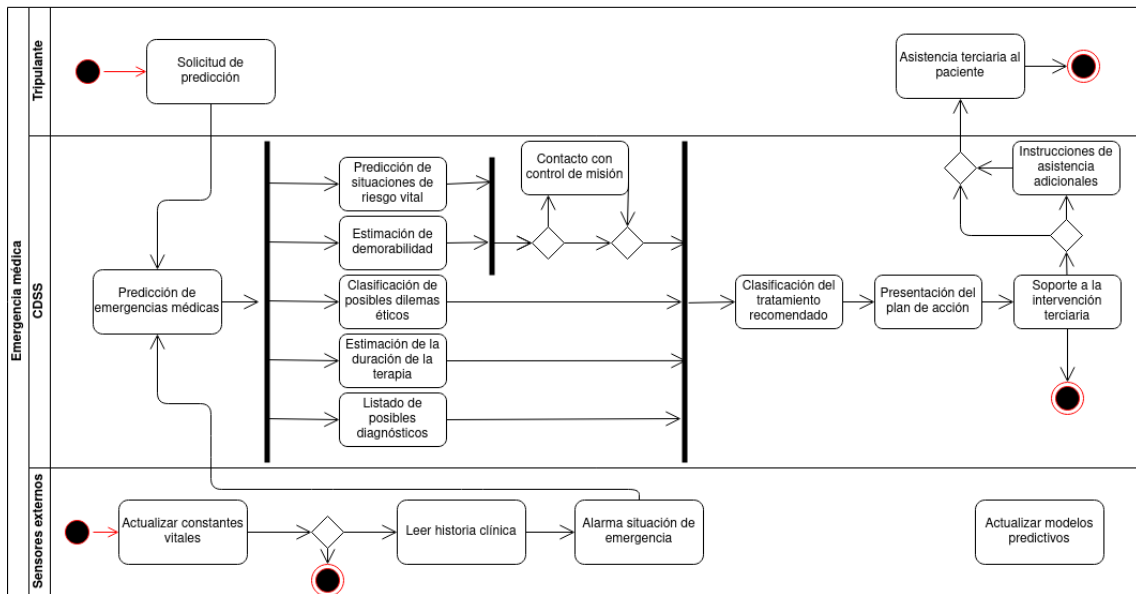 Emergencia médica
Tripulante
Solicitud de
predicción
Asistencia terciaria al
paciente
CDSS
Predicción de
emergencias médicas
Predicción de
situaciones de
riesgo vital
Estimación de
demorabilidad
Clasificación de
posibles dilemas
éticos
Estimación de la
duración de la
terapia
Listado de
posibles
diagnósticos
Contacto con
control de misión
Clasificación del
tratamiento
recomendado
Presentación del
plan de acción
Soporte a la
intervención
terciaria
Instrucciones de
asistencia
adicionales
Sensores externos
Actualizar constantes
vitales
Leer historia clínica
Alarma situación de
emergencia
Actualizar modelos
predictivos